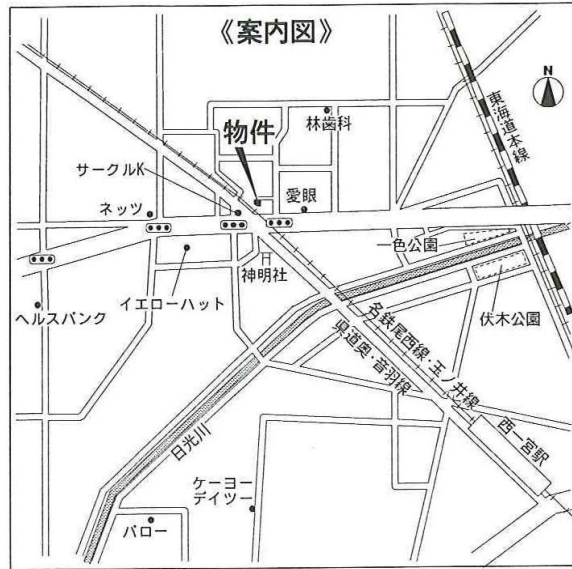 《案内図》
N
東海道本線
林歯科
物件
サークルK
愛眼
ネッツ
一色公園
神明社
イエローハット
ヘルスバンク
伏木公園
名鉄尾西線・玉ノ井線
県道奥・音羽線
西一宮駅
日光川
ケーヨー
デイツー
バロー